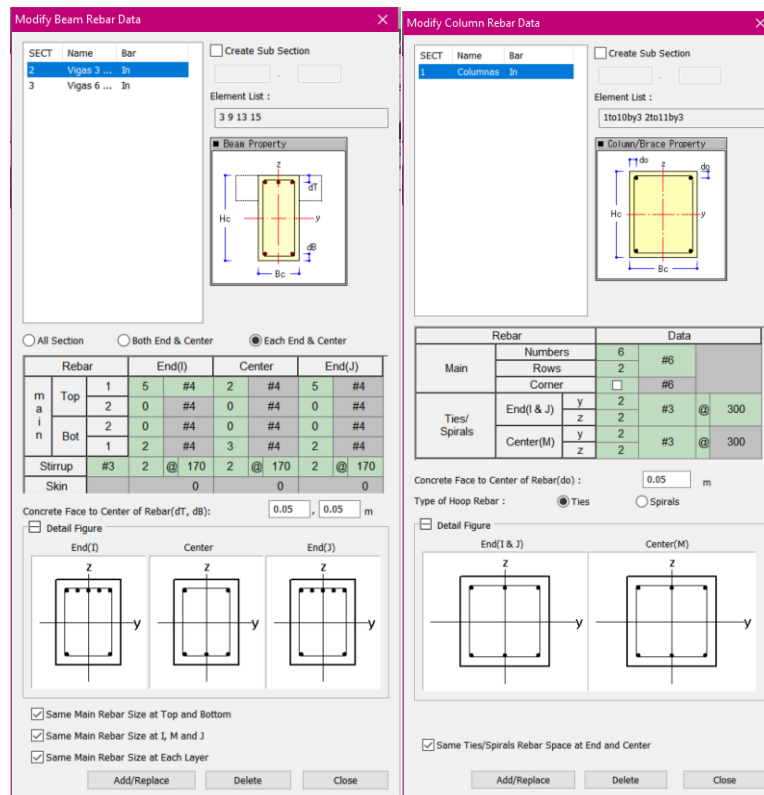 Modify Beam Rebar Data
SECT Name Bar
2 Vigas 3 ... In
3 Vigas 6 ... In
Create Sub Section
-
Element List :
3 9 13 15
Beam Property
z
dT
Hc
y
dB
Bc
All Section Both End & Center Each End & Center
Rebar End(I) Center End(J)
main Top 1 5 #4 2 #4 5 #4
2 0 #4 0 #4 0 #4
Bot 2 0 #4 0 #4 0 #4
1 2 #4 3 #4 2 #4
Stirrup #3 2 @ 170 2 @ 170 2 @ 170
Skin 0 0 0
Concrete Face to Center of Rebar(dT, dB): 0.05 , 0.05 m
Detail Figure
End(I) Center End(J)
z z z
y y y
Same Main Rebar Size at Top and Bottom
Same Main Rebar Size at I, M and J
Same Main Rebar Size at Each Layer
Add/Replace Delete Close
Modify Column Rebar Data
SECT Name Bar
1 Columnas In
Create Sub Section
-
Element List :
1to10by3 2to11by3
Column/Brace Property
do z do
Hc
y
Bc
Rebar Data
Main Numbers 6 #6
Rows 2
Corner #6
Ties/Spirals End(I & J) y 2 #3 @ 300
z 2
Center(M) y 2 #3 @ 300
z 2
Concrete Face to Center of Rebar(do) : 0.05 m
Type of Hoop Rebar : Ties Spirals
Detail Figure
End(I & J) Center(M)
z z
y y
Same Ties/Spirals Rebar Space at End and Center
Add/Replace Delete Close